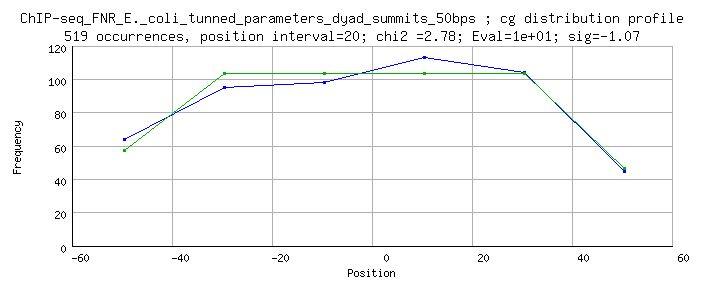 ChIP-seq_FNR_E._coli_tunned_parameters_dyad_summits_50bps ; cg distribution profile
519 occurrences, position interval=20; chi2 =2.78; Eval=1e+01; sig=-1.07
120
100
80
60
40
20
0
Frequency
-60 -40 -20 0 20 40 60
Position